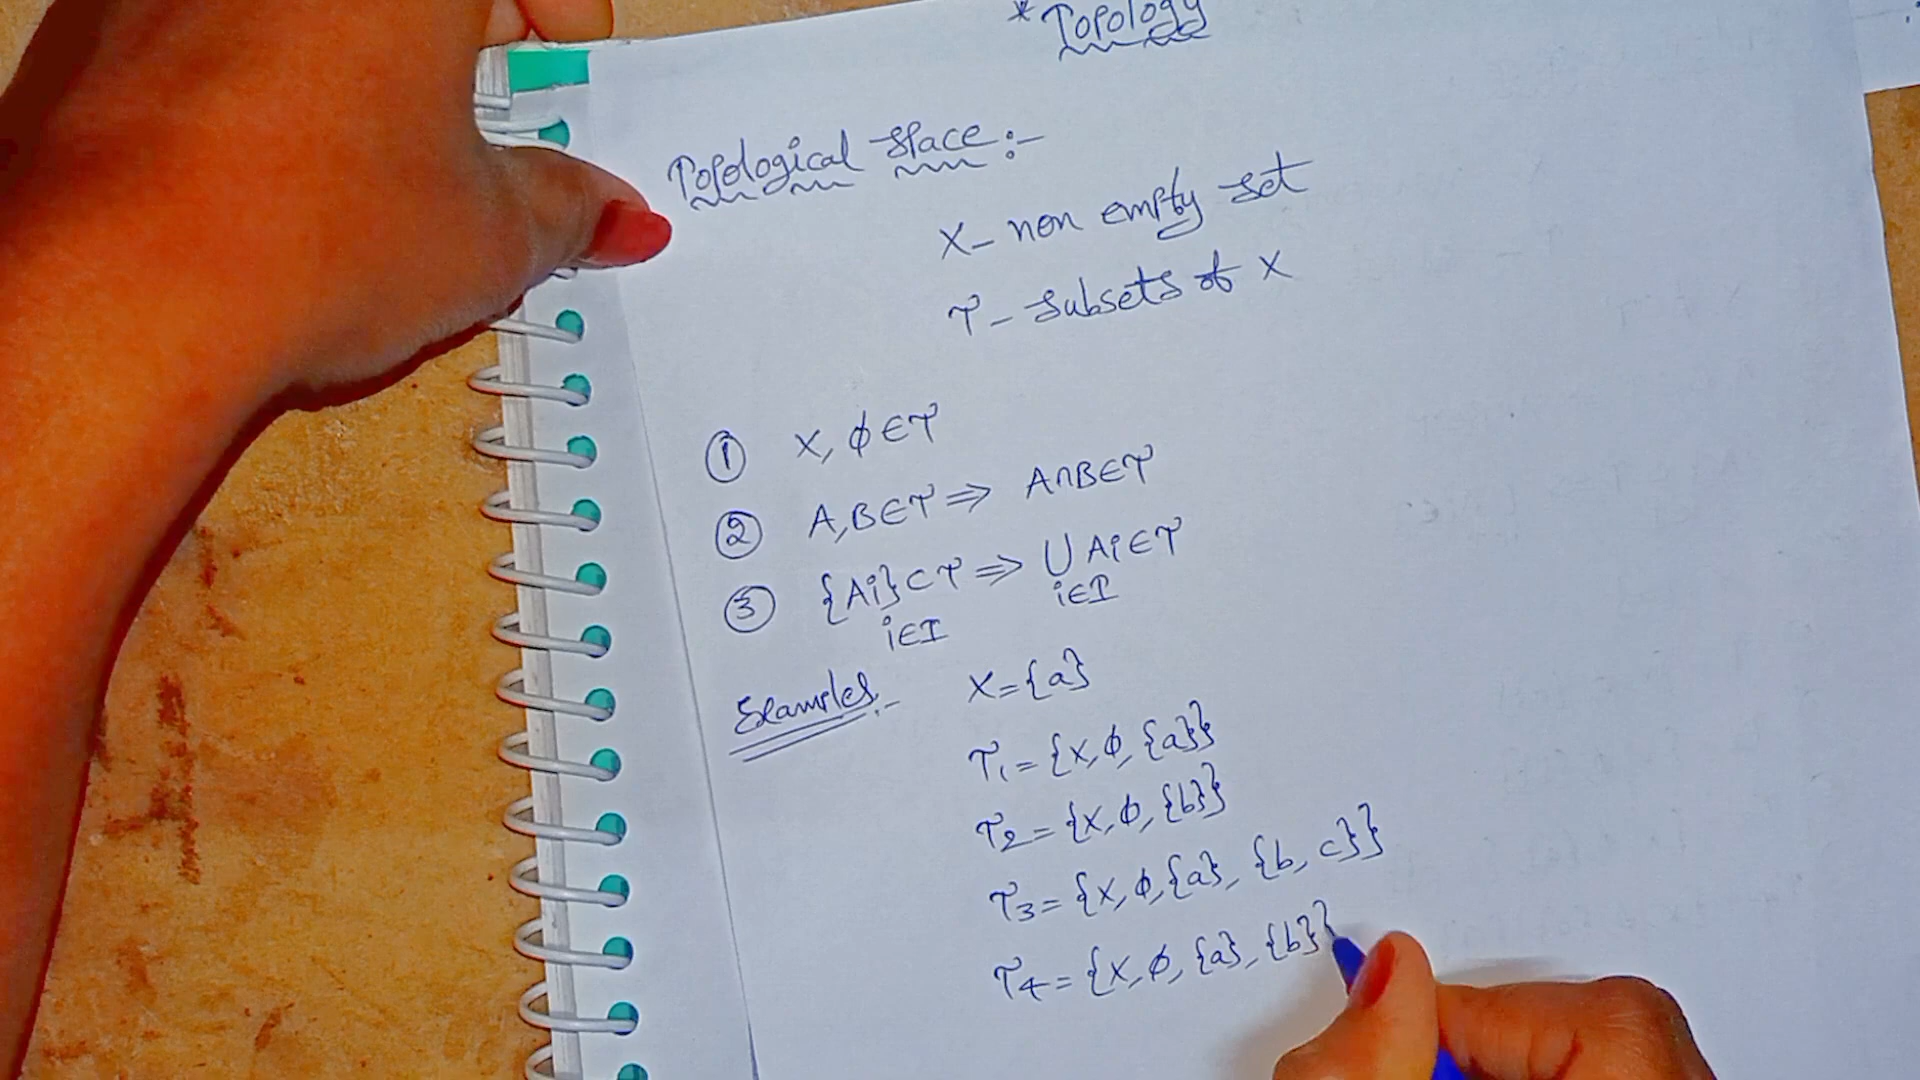 * Topology
Topological space :-
X - non empty set
τ - subsets of X
① X, ϕ ∈ τ
② A, B ∈ τ ⇒ A ∩ B ∈ τ
③ {Ai} ⊂ τ ⇒ ∪ Ai ∈ τ
i∈I i∈I
Examples:- X = {a}
τ₁ = {X, ϕ, {a}}
τ₂ = {X, ϕ, {b}}
τ₃ = {X, ϕ, {a}, {b, c}}
τ₄ = {X, ϕ, {a}, {b}}